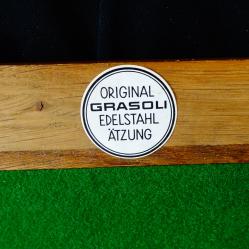 ORIGINAL
GRASOLI
EDELSTAHL
ÄTZUNG